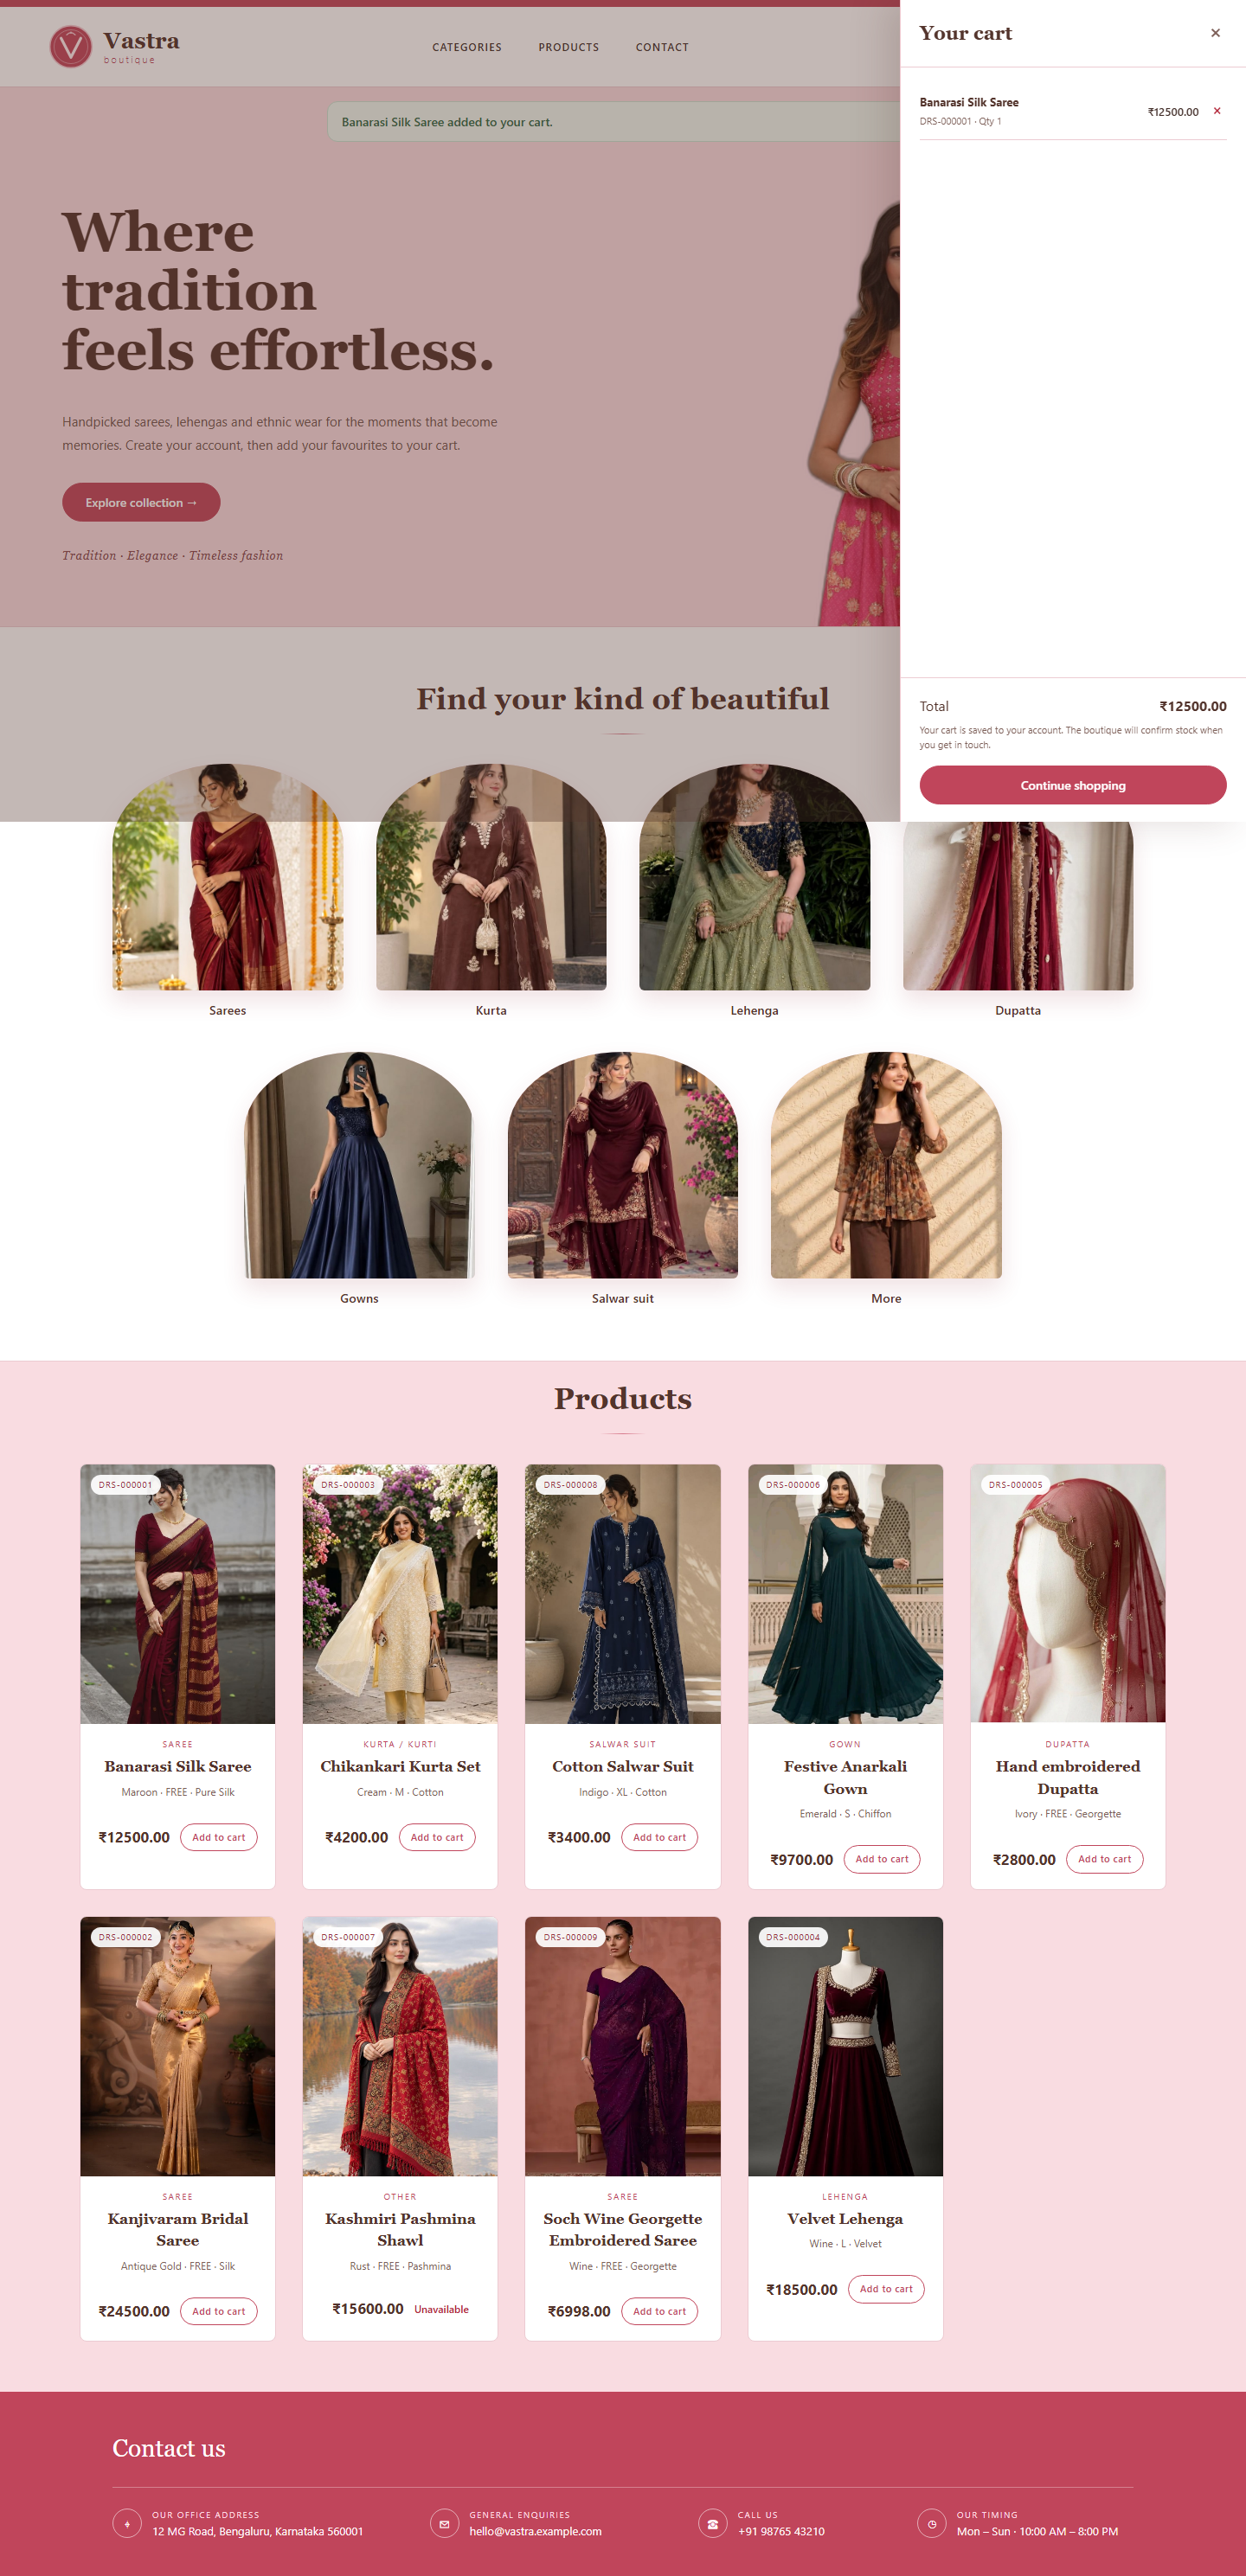 Vastra
boutique
CATEGORIES
PRODUCTS
CONTACT
Your cart
×
Banarasi Silk Saree
DRS-000001 · Qty 1
₹12500.00
×
Banarasi Silk Saree added to your cart.
Where
tradition
feels effortless.
Handpicked sarees, lehengas and ethnic wear for the moments that become
memories. Create your account, then add your favourites to your cart.
Explore collection →
Tradition · Elegance · Timeless fashion
Total
₹12500.00
Your cart is saved to your account. The boutique will confirm stock when
you get in touch.
Continue shopping
Find your kind of beautiful
Sarees
Kurta
Lehenga
Dupatta
Gowns
Salwar suit
More
Products
DRS-000001
SAREE
Banarasi Silk Saree
Maroon · FREE · Pure Silk
₹12500.00
Add to cart
DRS-000003
KURTA / KURTI
Chikankari Kurta Set
Cream · M · Cotton
₹4200.00
Add to cart
DRS-000008
SALWAR SUIT
Cotton Salwar Suit
Indigo · XL · Cotton
₹3400.00
Add to cart
DRS-000006
GOWN
Festive Anarkali
Gown
Emerald · S · Chiffon
₹9700.00
Add to cart
DRS-000005
DUPATTA
Hand embroidered
Dupatta
Ivory · FREE · Georgette
₹2800.00
Add to cart
DRS-000002
SAREE
Kanjivaram Bridal
Saree
Antique Gold · FREE · Silk
₹24500.00
Add to cart
DRS-000007
OTHER
Kashmiri Pashmina
Shawl
Rust · FREE · Pashmina
₹15600.00
Unavailable
DRS-000009
SAREE
Soch Wine Georgette
Embroidered Saree
Wine · FREE · Georgette
₹6998.00
Add to cart
DRS-000004
LEHENGA
Velvet Lehenga
Wine · L · Velvet
₹18500.00
Add to cart
Contact us
OUR OFFICE ADDRESS
12 MG Road, Bengaluru, Karnataka 560001
GENERAL ENQUIRIES
hello@vastra.example.com
CALL US
+91 98765 43210
OUR TIMING
Mon – Sun · 10:00 AM – 8:00 PM